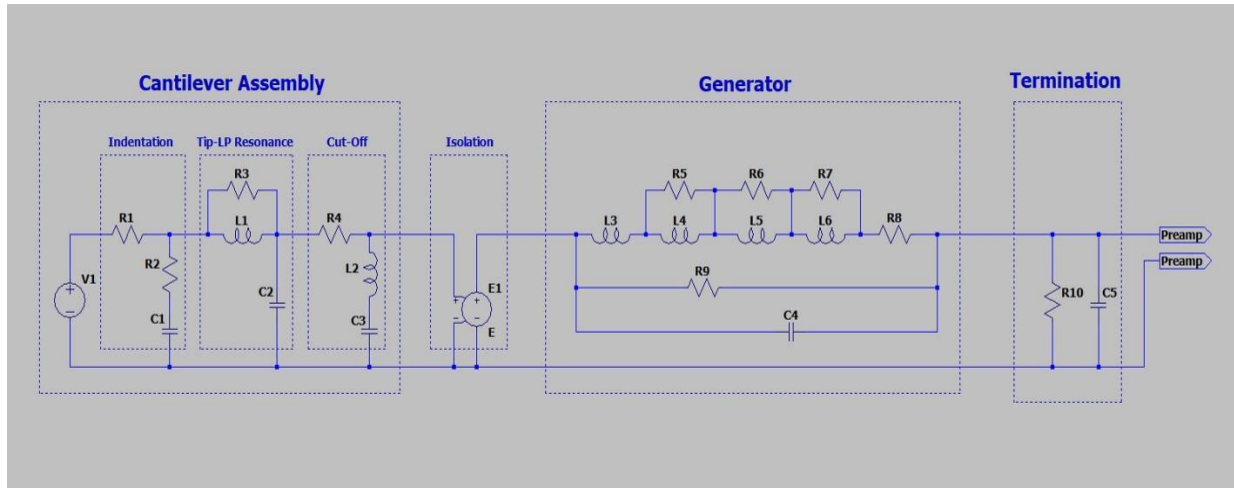 Cantilever Assembly
Generator
Termination
Indentation
Tip-LP Resonance
Cut-Off
Isolation
R3
R5
R6
R7
R1
L1
R4
L3
L4
L5
L6
R8
R2
L2
V1
C1
C2
C3
E1
E
R9
C4
R10
C5
Preamp
Preamp